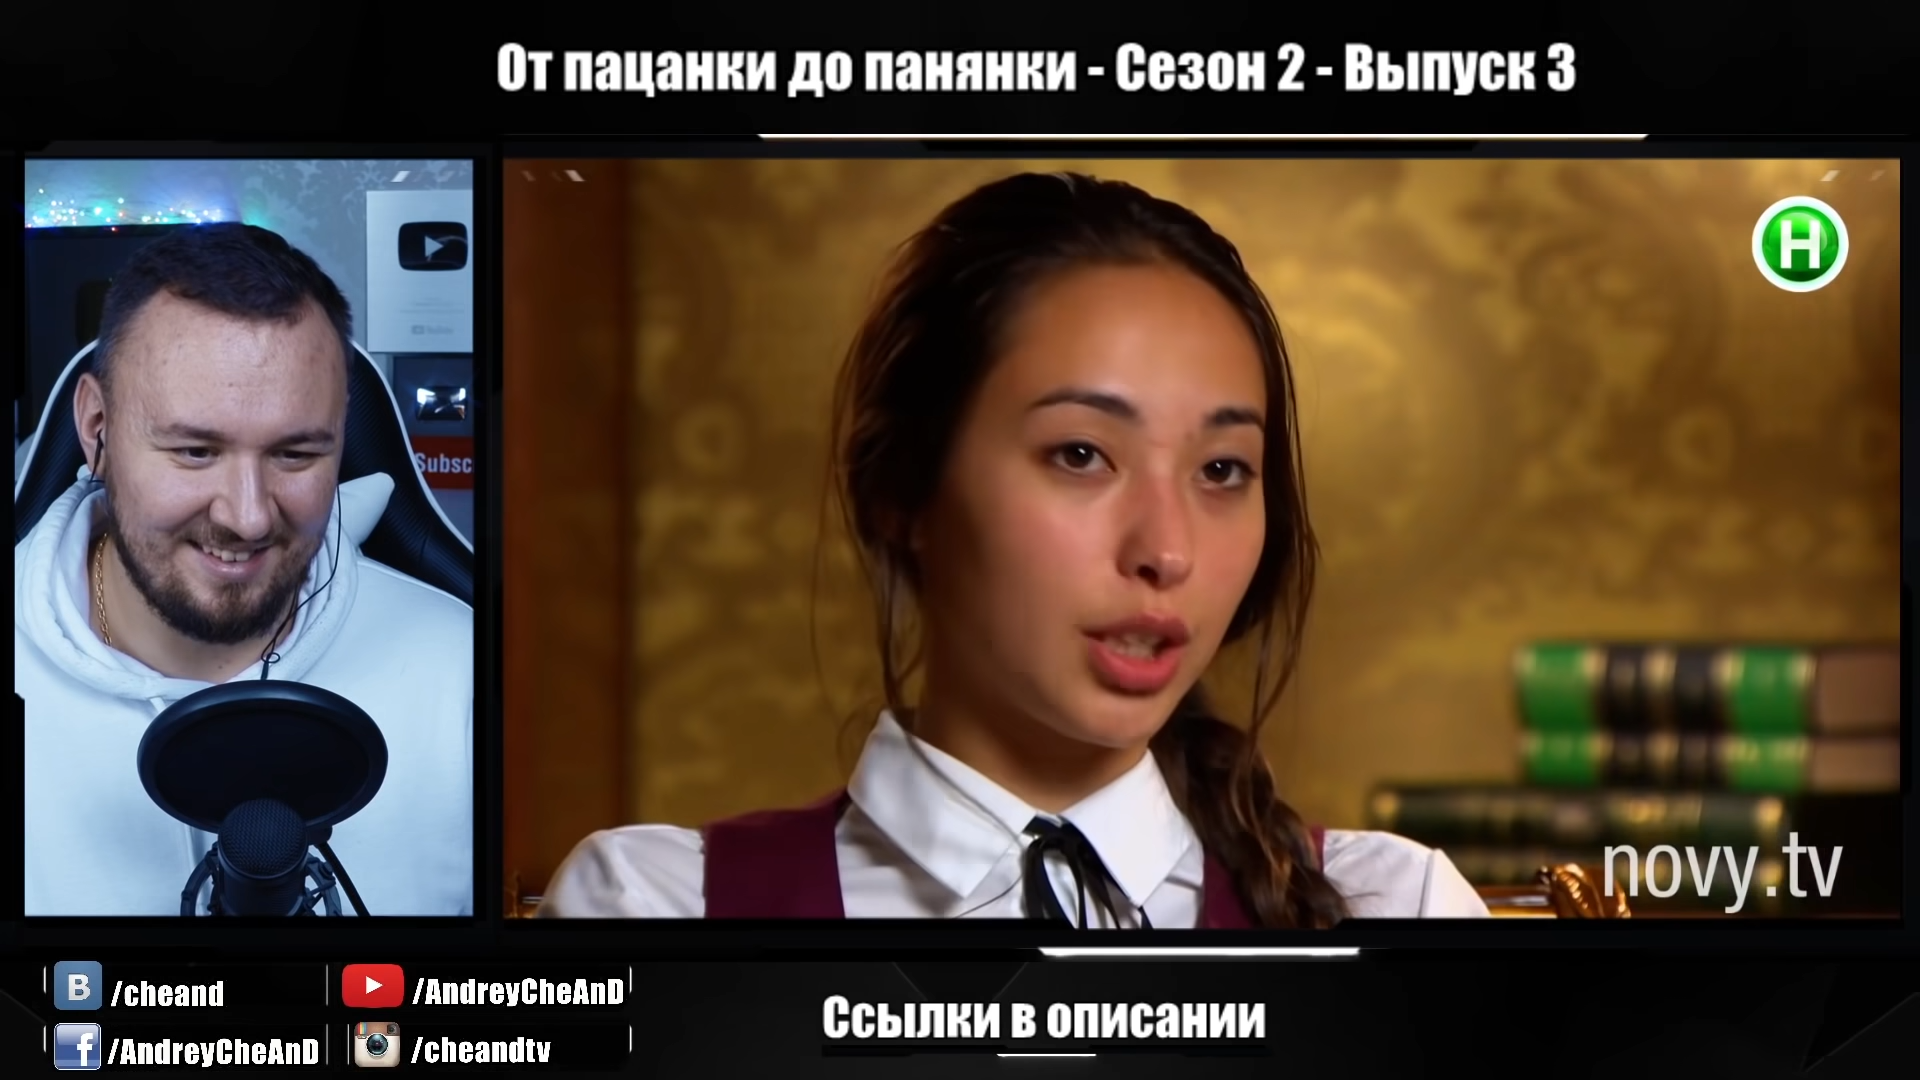 От пацанки до панянки - Сезон 2 - Выпуск 3
H
Subsc
novy.tv
B /cheand
/AndreyCheAnD
f /AndreyCheAnD
/cheandtv
Ссылки в описании